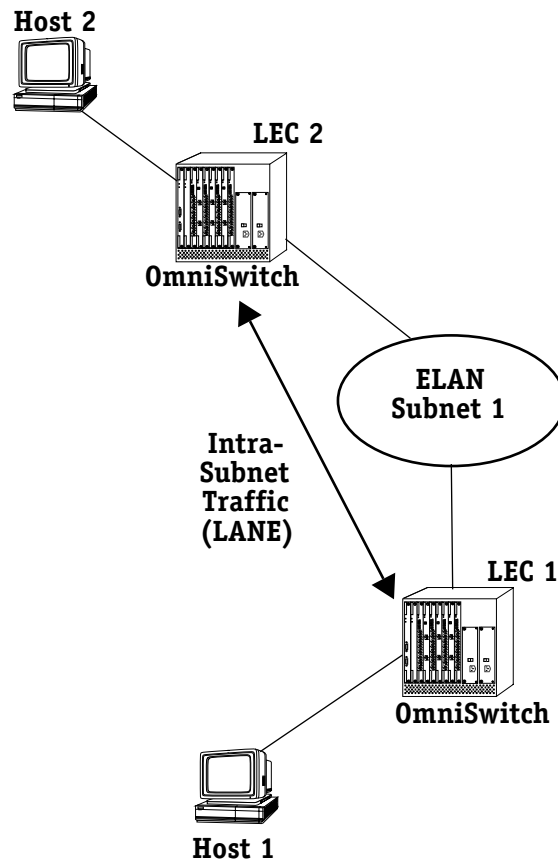 Host 2
LEC 2
OmniSwitch
ELAN
Subnet 1
Intra-
Subnet
Traffic
(LANE)
LEC 1
OmniSwitch
Host 1